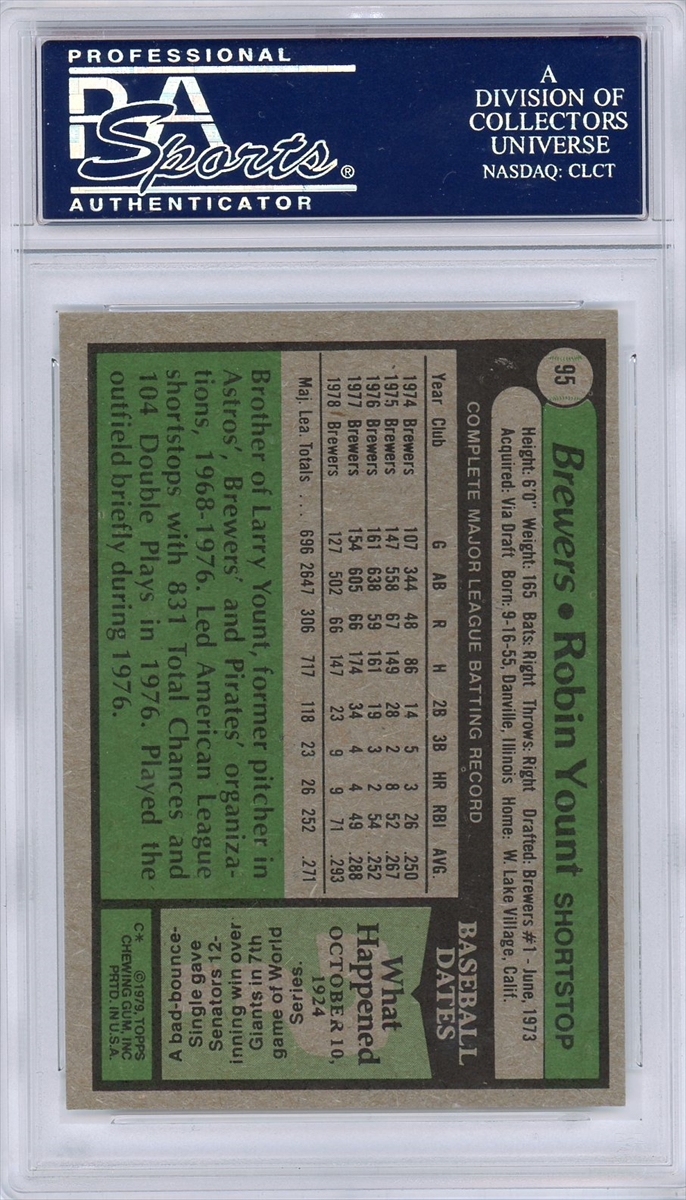 PROFESSIONAL
PSA
Sports®
AUTHENTICATOR
A
DIVISION OF
COLLECTORS
UNIVERSE
NASDAQ: CLCT
95
Brewers • Robin Yount SHORTSTOP
Height: 6'0" Weight: 165 Bats: Right Throws: Right Drafted: Brewers #1 - June, 1973
Acquired: Via Draft Born: 9-16-55, Danville, Illinois Home: W. Lake Village, Calif.
COMPLETE MAJOR LEAGUE BATTING RECORD
Year Club G AB R H 2B 3B HR RBI AVG.
1974 Brewers 107 344 48 86 14 5 3 26 .250
1975 Brewers 147 558 67 149 28 2 8 52 .267
1976 Brewers 161 638 59 161 19 3 2 54 .252
1977 Brewers 154 605 66 174 34 4 4 49 .288
1978 Brewers 127 502 66 147 23 9 9 71 .293
Maj. Lea. Totals . . . 696 2647 306 717 118 23 26 252 .271
Brother of Larry Yount, former pitcher in
Astros', Brewers' and Pirates' organiza-
tions, 1968-1976. Led American League
shortstops with 831 Total Chances and
104 Double Plays in 1976. Played the
outfield briefly during 1976.
BASEBALL
DATES
What
Happened
OCTOBER 10,
1924
Series.
game of World
Giants in 7th
inning win over
Senators 12-
Single gave
A bad-bounce-
C* ©1979. TOPPS
CHEWING GUM, INC
PRTD. IN U.S.A.